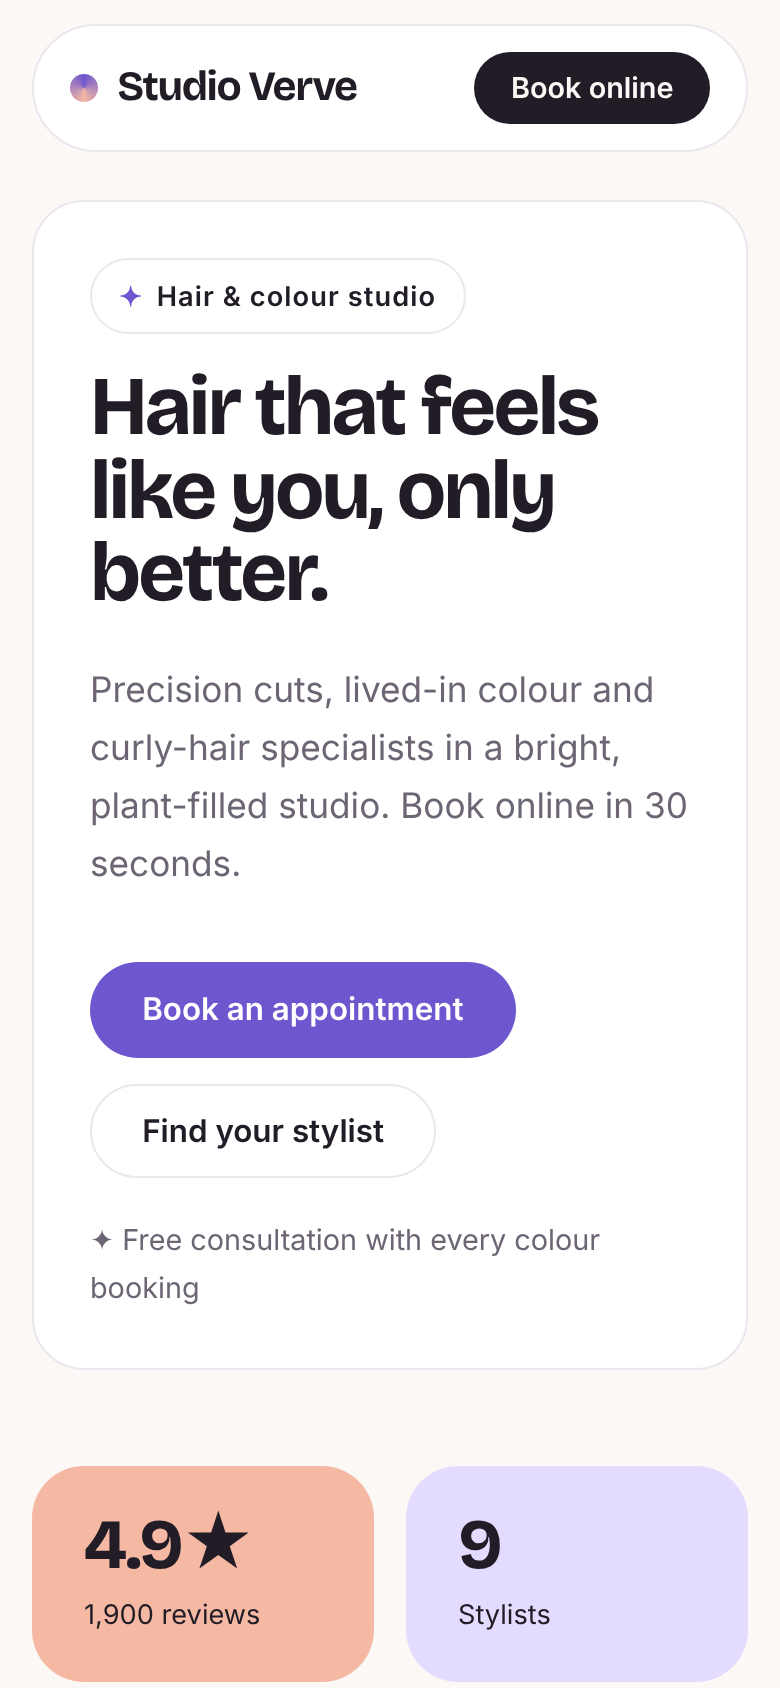 Studio Verve
Book online
✦ Hair & colour studio
Hair that feels
like you, only
better.
Precision cuts, lived-in colour and
curly-hair specialists in a bright,
plant-filled studio. Book online in 30
seconds.
Book an appointment
Find your stylist
✦ Free consultation with every colour
booking
4.9★
1,900 reviews
9
Stylists